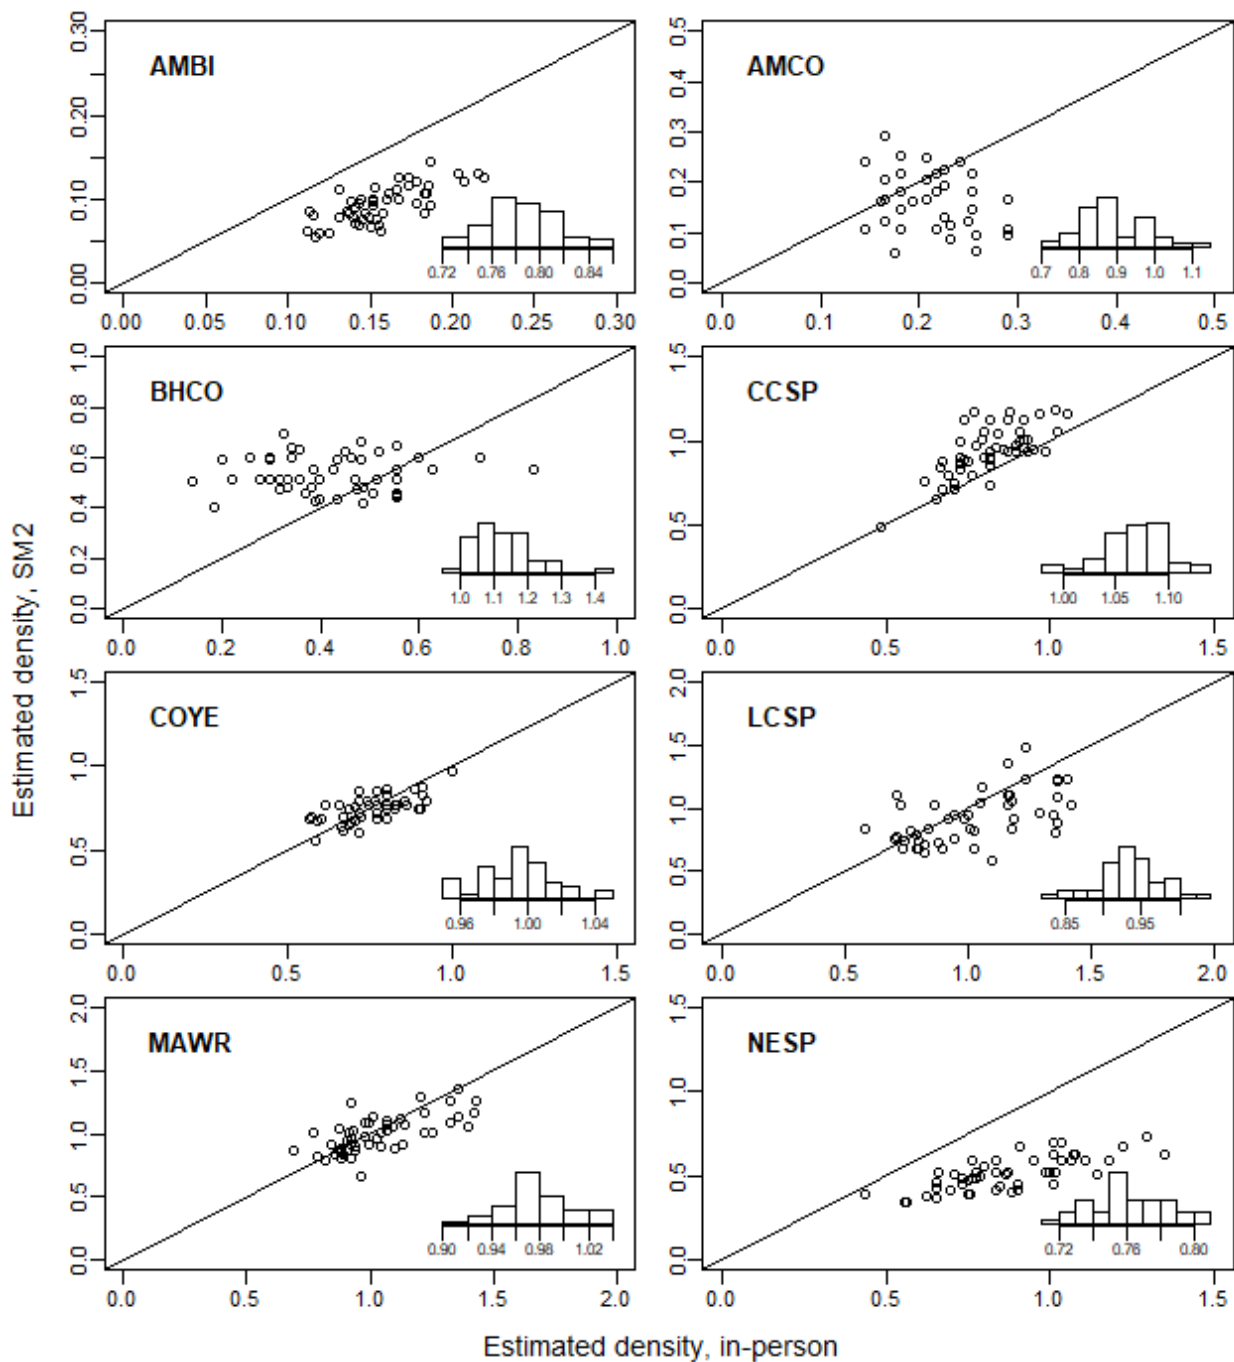 AMBI
0.00 0.10 0.20 0.30
0.72 0.76 0.80 0.84
0.00 0.05 0.10 0.15 0.20 0.25 0.30
AMCO
0.0 0.1 0.2 0.3 0.4 0.5
0.7 0.8 0.9 1.0 1.1
0.0 0.1 0.2 0.3 0.4 0.5
BHCO
0.0 0.2 0.4 0.6 0.8 1.0
1.0 1.1 1.2 1.3 1.4
0.0 0.2 0.4 0.6 0.8 1.0
CCSP
0.0 0.5 1.0 1.5
1.00 1.05 1.10
0.0 0.5 1.0 1.5
COYE
0.0 0.5 1.0 1.5
0.96 1.00 1.04
0.0 0.5 1.0 1.5
LCSP
0.0 0.5 1.0 1.5 2.0
0.85 0.95
0.0 0.5 1.0 1.5 2.0
MAWR
0.0 0.5 1.0 1.5 2.0
0.90 0.94 0.98 1.02
0.0 0.5 1.0 1.5 2.0
NESP
0.0 0.5 1.0 1.5
0.72 0.76 0.80
0.0 0.5 1.0 1.5
Estimated density, SM2
Estimated density, in-person